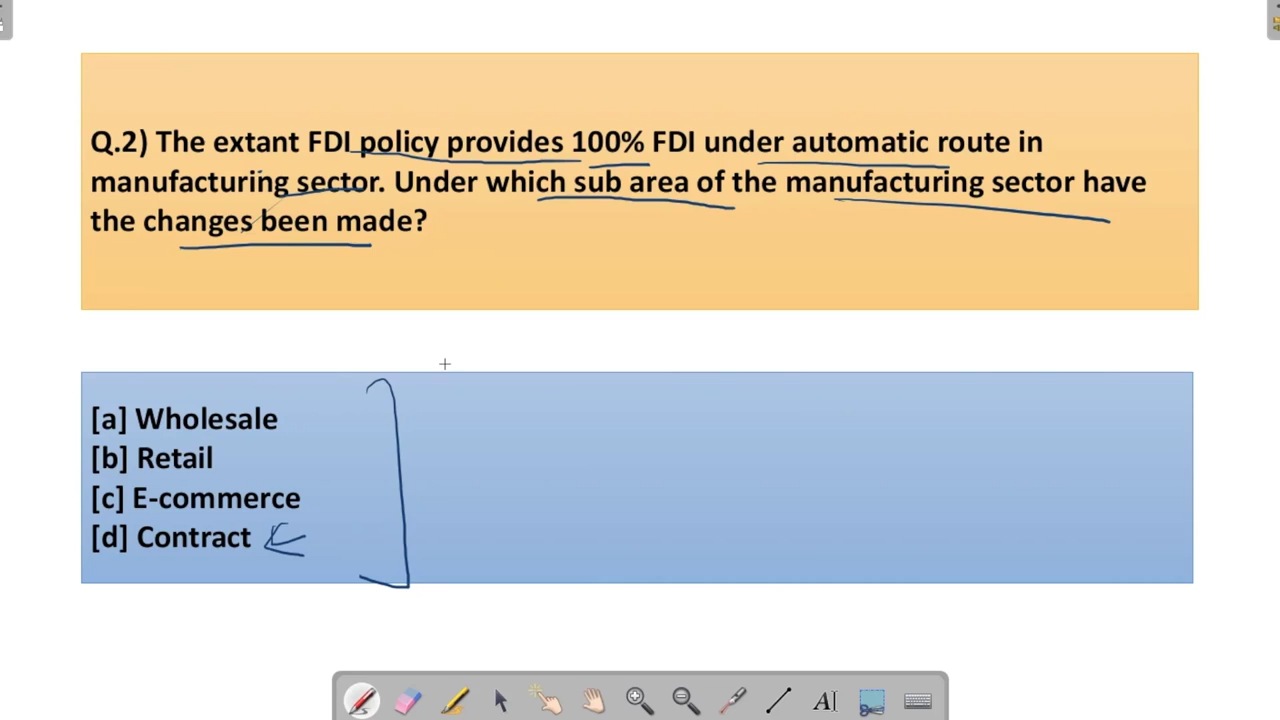 Q.2) The extant FDI policy provides 100% FDI under automatic route in
manufacturing sector. Under which sub area of the manufacturing sector have
the changes been made?
[a] Wholesale
[b] Retail
[c] E-commerce
[d] Contract